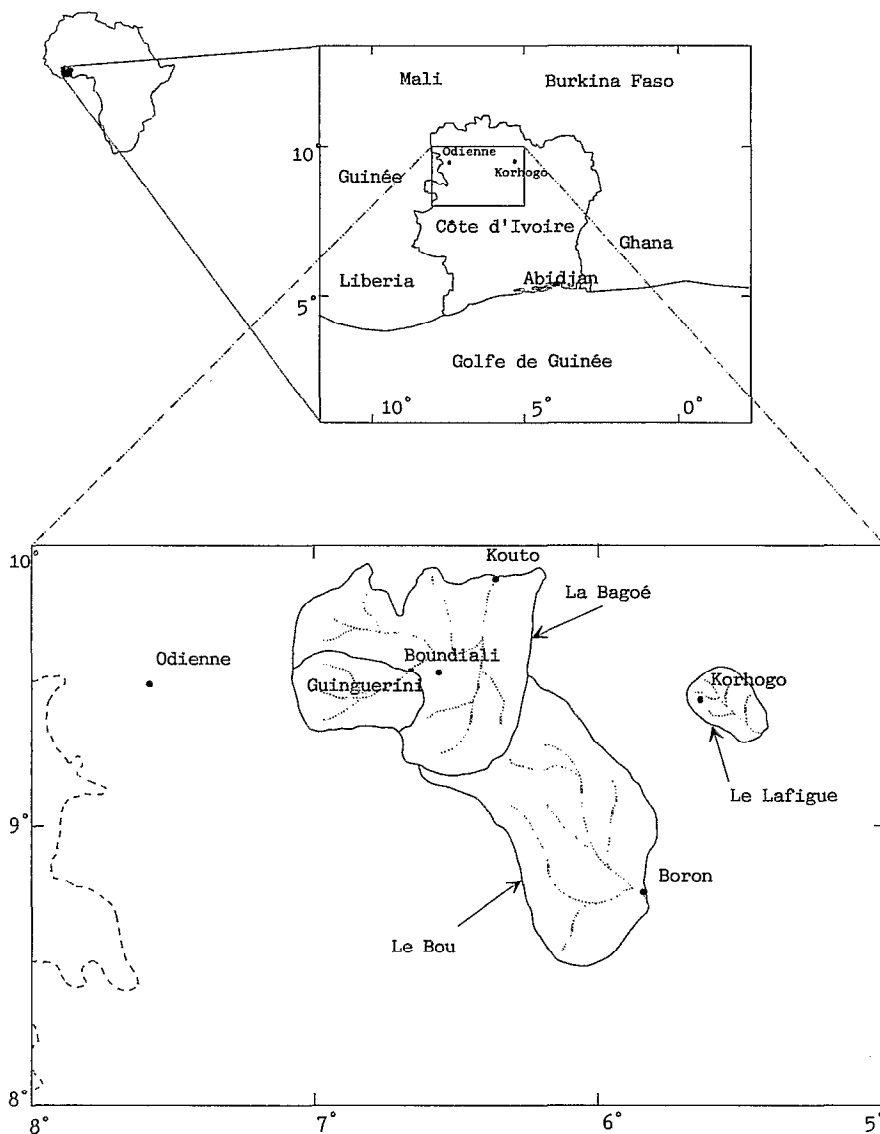 Mali
Burkina Faso
10°
Odienne
Korhogo
Guinée
Côte d'Ivoire
Ghana
Liberia
Abidjan
5°
Golfe de Guinée
10°
5°
0°
10°
Kouto
La Bagoé
Odienne
Boundiali
Guinguerini
Korhogo
Le Lafigue
9°
Boron
Le Bou
8°
8°
7°
6°
5°